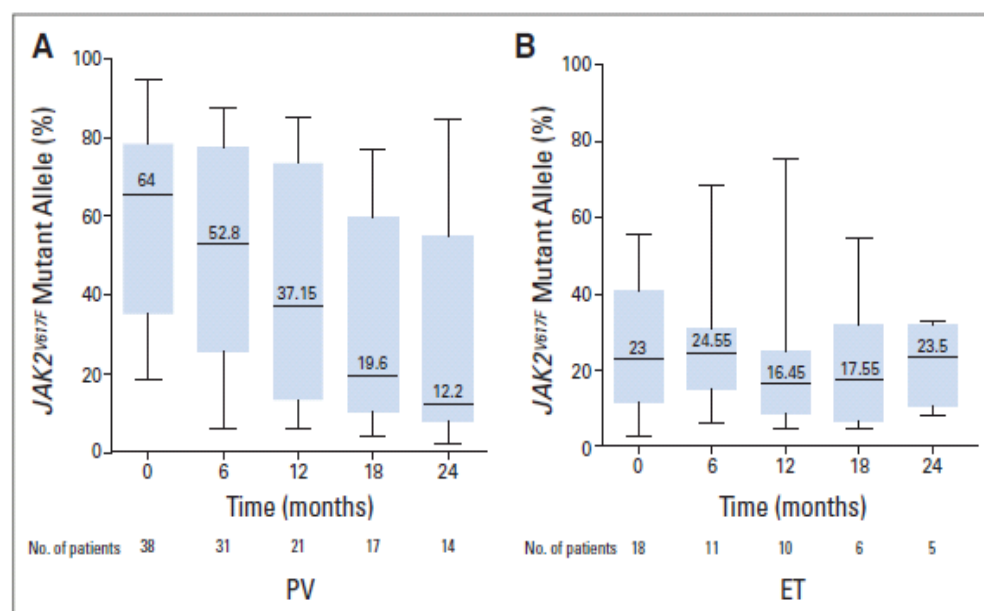 A
JAK2V617F Mutant Allele (%)
100
80
60
40
20
0
64
52.8
37.15
19.6
12.2
0 6 12 18 24
Time (months)
No. of patients 38 31 21 17 14
PV
B
JAK2V617F Mutant Allele (%)
100
80
60
40
20
0
23
24.55
16.45
17.55
23.5
0 6 12 18 24
Time (months)
No. of patients 18 11 10 6 5
ET